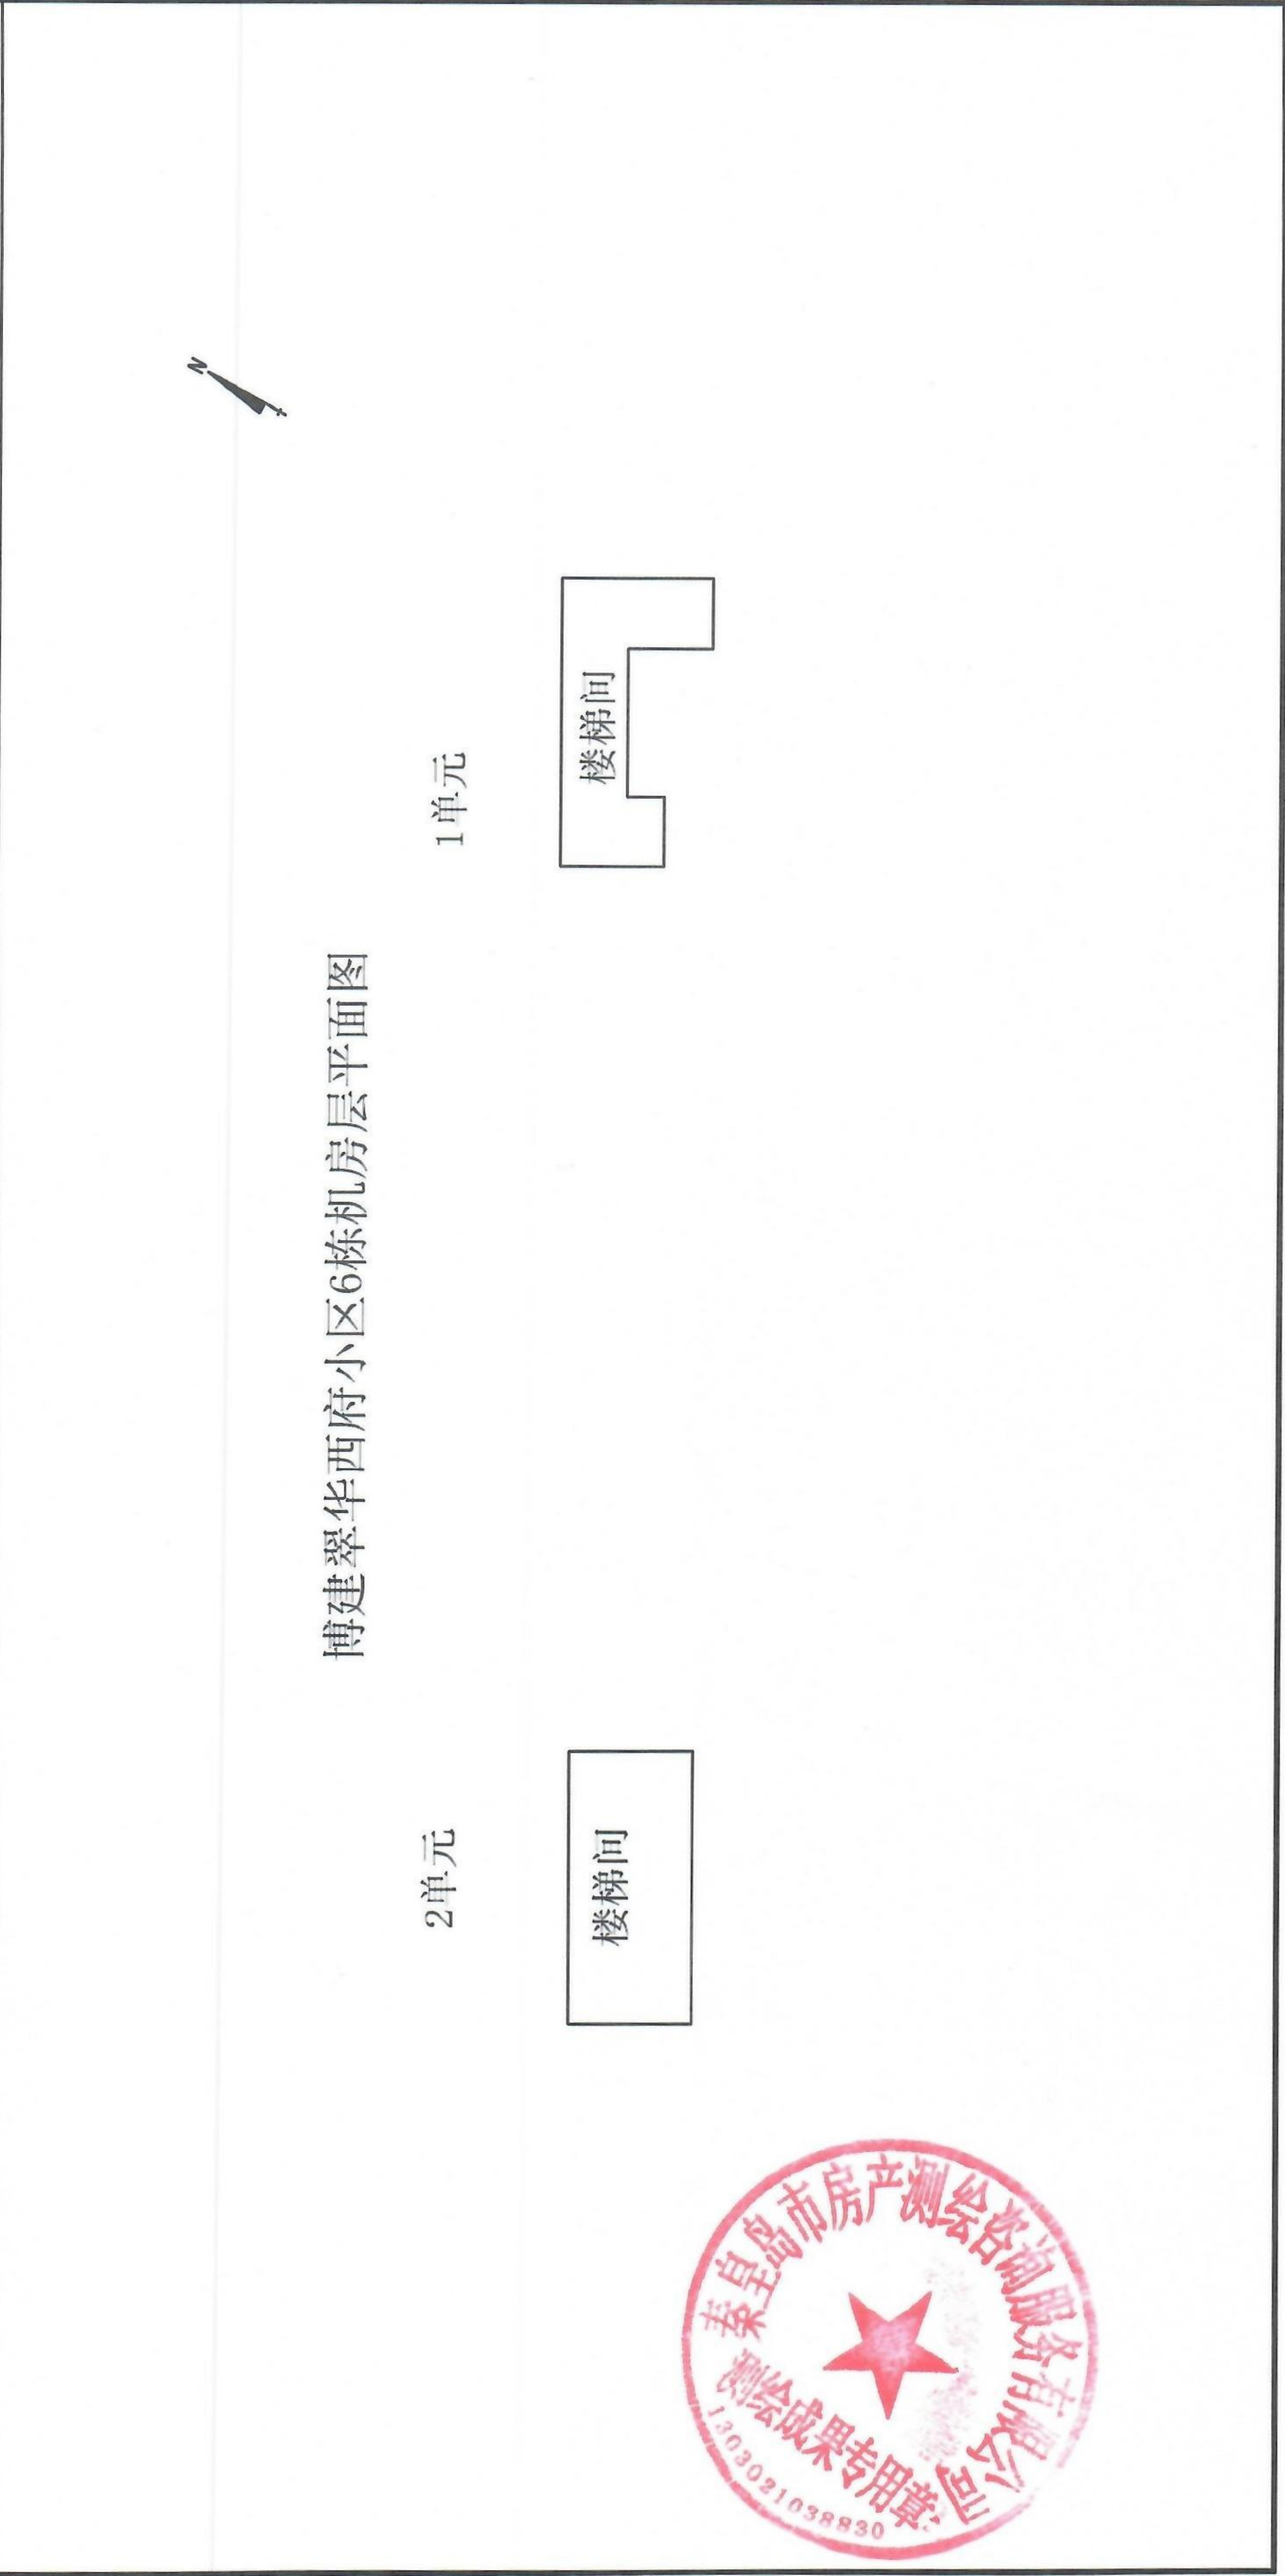 博建翠华西府小区6栋机房层平面图
N
2单元
1单元
楼梯间
楼梯间
秦皇岛市房产测绘咨询服务有限公司
测绘成果专用章
1303021038830